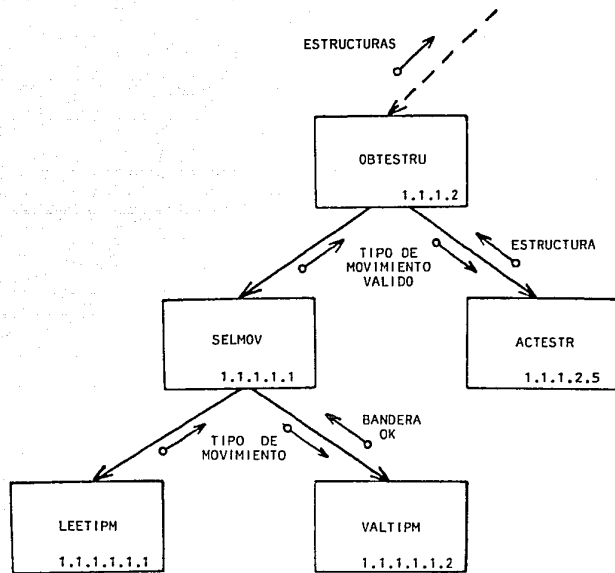 ESTRUCTURAS
OBTESTRU
1.1.1.2
ESTRUCTURA
TIPO DE
MOVIMIENTO
VALIDO
SELMOV
1.1.1.1.1
ACTESTR
1.1.1.2.5
BANDERA
OK
TIPO DE
MOVIMIENTO
LEETIPM
1.1.1.1.1.1
VALTIPM
1.1.1.1.1.2